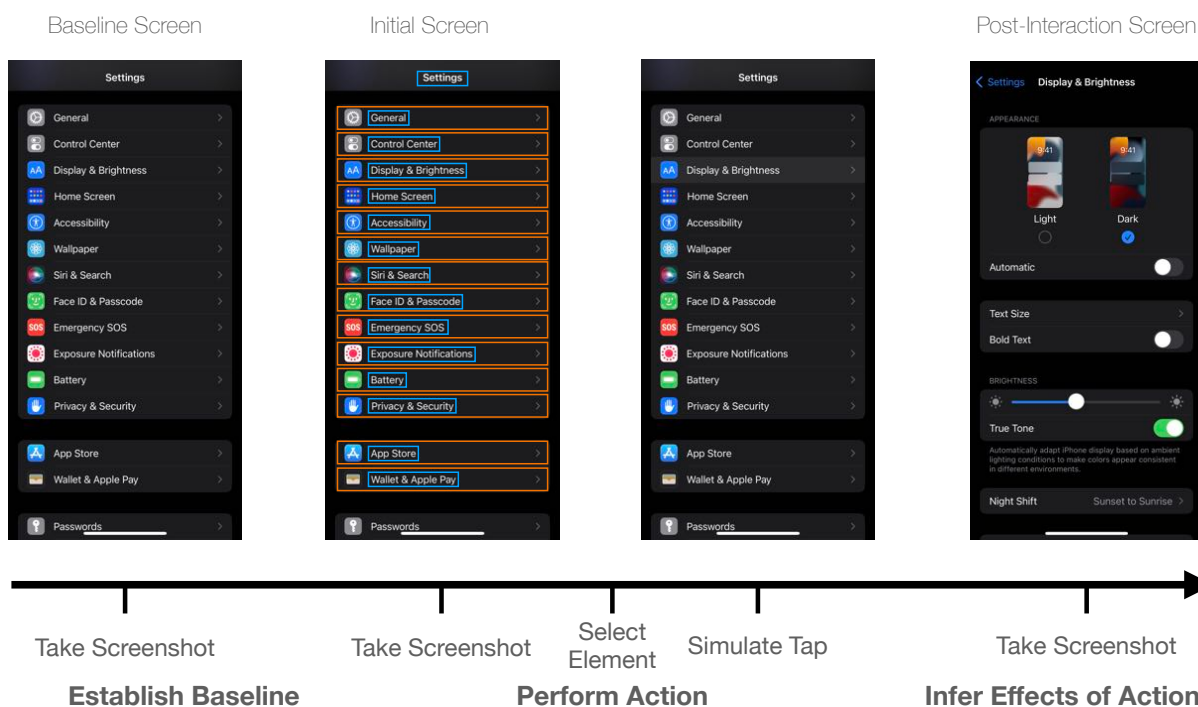 Baseline Screen
Initial Screen
Post-Interaction Screen
Settings
General
Control Center
AA Display & Brightness
Home Screen
Accessibility
Wallpaper
Siri & Search
Face ID & Passcode
SOS Emergency SOS
Exposure Notifications
Battery
Privacy & Security
App Store
Wallet & Apple Pay
Passwords
Settings
General
Control Center
AA Display & Brightness
Home Screen
Accessibility
Wallpaper
Siri & Search
Face ID & Passcode
SOS Emergency SOS
Exposure Notifications
Battery
Privacy & Security
App Store
Wallet & Apple Pay
Passwords
Settings
General
Control Center
AA Display & Brightness
Home Screen
Accessibility
Wallpaper
Siri & Search
Face ID & Passcode
SOS Emergency SOS
Exposure Notifications
Battery
Privacy & Security
App Store
Wallet & Apple Pay
Passwords
Settings Display & Brightness
APPEARANCE
9:41 9:41
Light Dark
Automatic
Text Size
Bold Text
BRIGHTNESS
True Tone
Automatically adapt iPhone display based on ambient
lighting conditions to make colors appear consistent
in different environments.
Night Shift Sunset to Sunrise
Take Screenshot
Take Screenshot
Select
Element
Simulate Tap
Take Screenshot
Establish Baseline
Perform Action
Infer Effects of Action